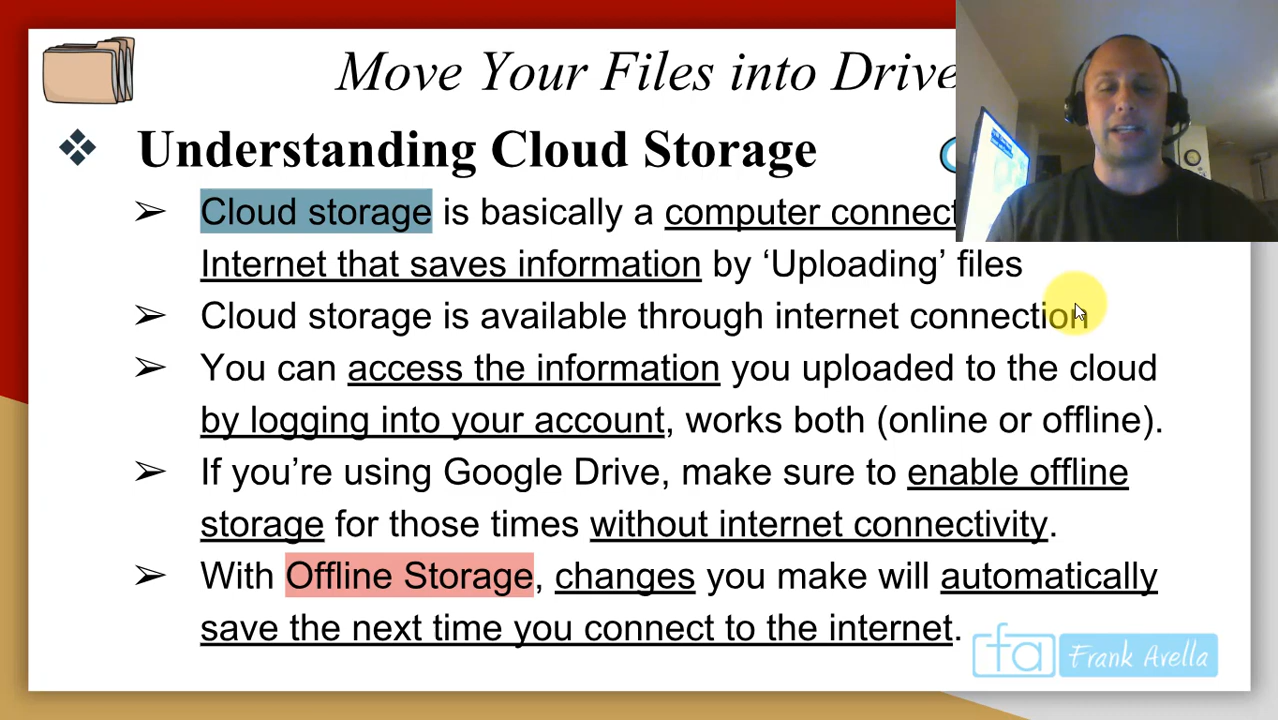 Move Your Files into Drive
Understanding Cloud Storage
Cloud storage is basically a computer connect
Internet that saves information by ‘Uploading’ files
Cloud storage is available through internet connection
You can access the information you uploaded to the cloud
by logging into your account, works both (online or offline).
If you’re using Google Drive, make sure to enable offline
storage for those times without internet connectivity.
With Offline Storage, changes you make will automatically
save the next time you connect to the internet.
fa Frank Avella